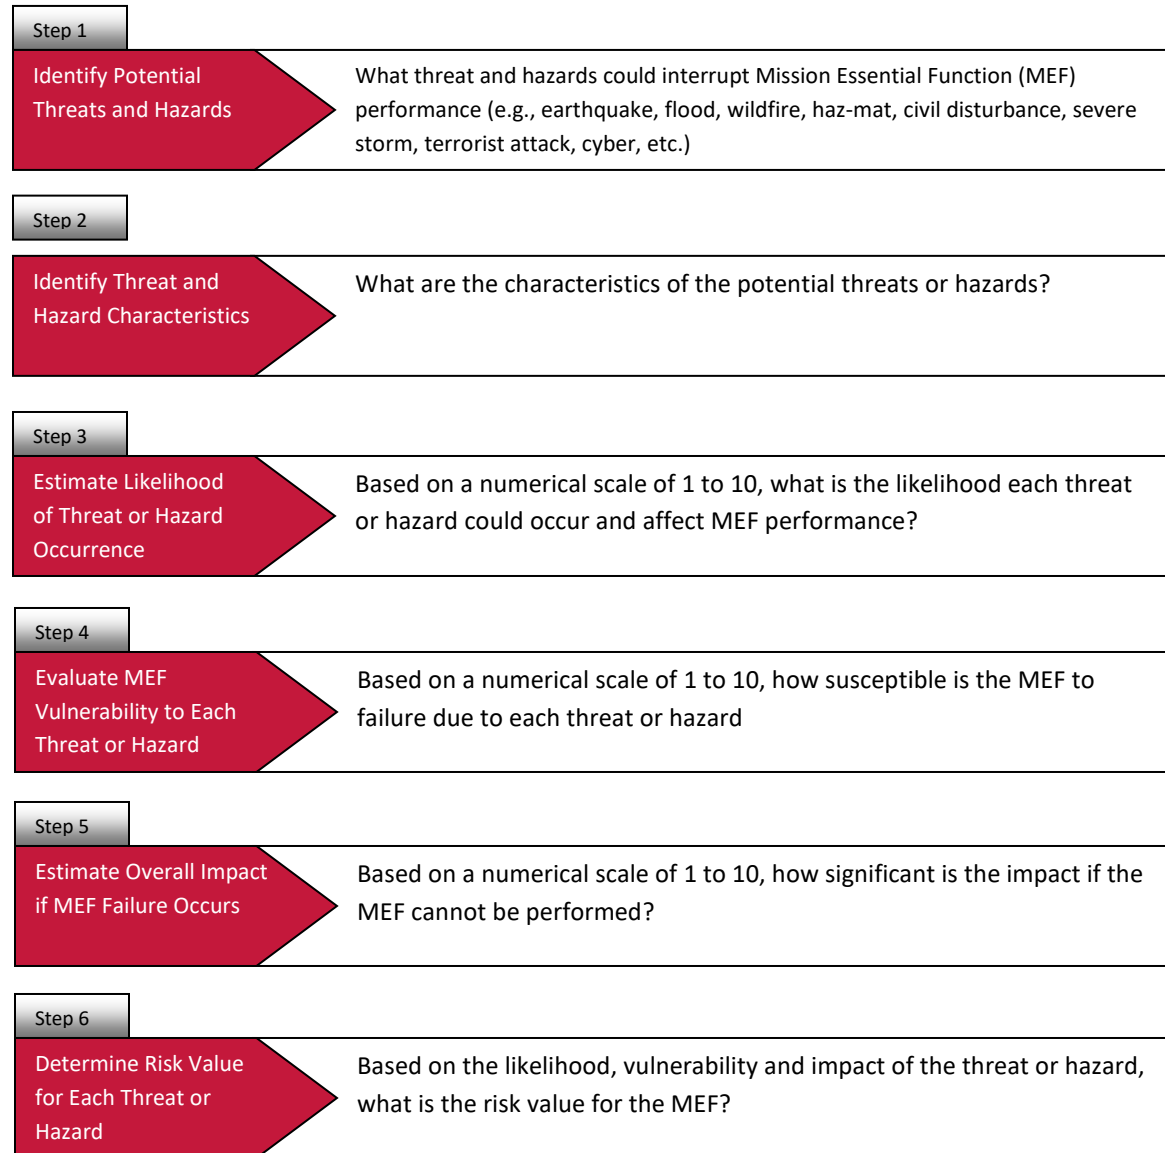 Step 1
Identify Potential
Threats and Hazards
What threat and hazards could interrupt Mission Essential Function (MEF)
performance (e.g., earthquake, flood, wildfire, haz-mat, civil disturbance, severe
storm, terrorist attack, cyber, etc.)
Step 2
Identify Threat and
Hazard Characteristics
What are the characteristics of the potential threats or hazards?
Step 3
Estimate Likelihood
of Threat or Hazard
Occurrence
Based on a numerical scale of 1 to 10, what is the likelihood each threat
or hazard could occur and affect MEF performance?
Step 4
Evaluate MEF
Vulnerability to Each
Threat or Hazard
Based on a numerical scale of 1 to 10, how susceptible is the MEF to
failure due to each threat or hazard
Step 5
Estimate Overall Impact
if MEF Failure Occurs
Based on a numerical scale of 1 to 10, how significant is the impact if the
MEF cannot be performed?
Step 6
Determine Risk Value
for Each Threat or
Hazard
Based on the likelihood, vulnerability and impact of the threat or hazard,
what is the risk value for the MEF?